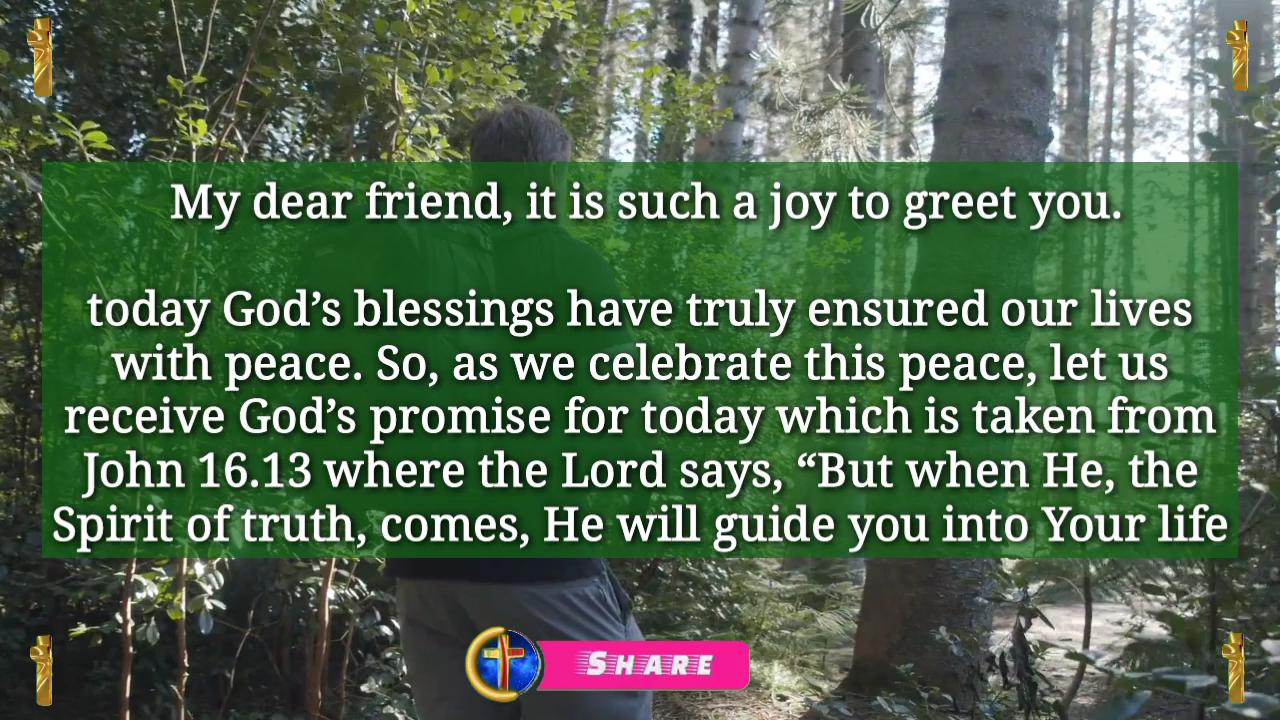 My dear friend, it is such a joy to greet you.
today God’s blessings have truly ensured our lives
with peace. So, as we celebrate this peace, let us
receive God’s promise for today which is taken from
John 16.13 where the Lord says, “But when He, the
Spirit of truth, comes, He will guide you into Your life
SHARE